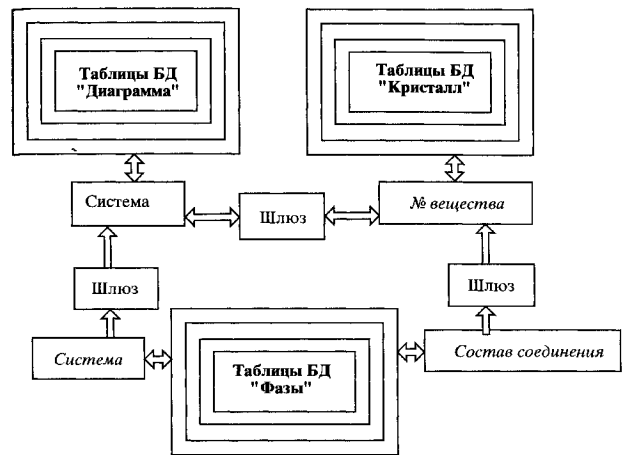 Таблицы БД
"Диаграмма"
Таблицы БД
"Кристалл"
Система
Шлюз
№ вещества
Шлюз
Шлюз
Система
Таблицы БД
"Фазы"
Состав соединения